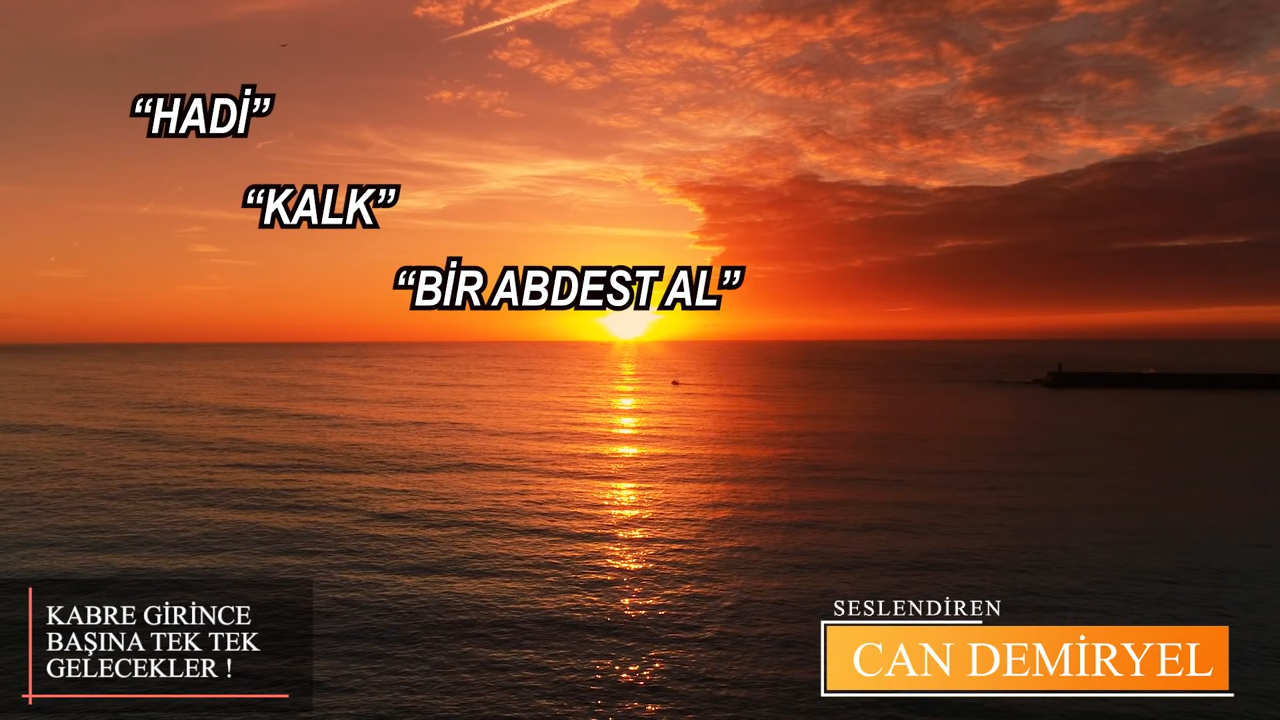 “HADİ”
“KALK”
“BİR ABDEST AL”
KABRE GİRİNCE
BAŞINA TEK TEK
GELECEKLER !
SESLENDİREN
CAN DEMİRYEL